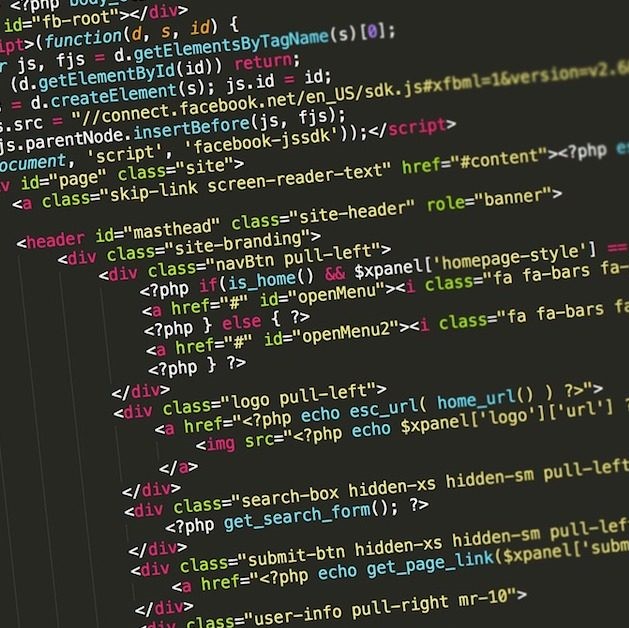 <?php body_
id="fb-root"></div>
ipt>(function(d, s, id) {
r js, fjs = d.getElementsByTagName(s)[0];
(d.getElementById(id)) return;
= d.createElement(s); js.id = id;
s.src = "//connect.facebook.net/en_US/sdk.js#xfbml=1&version=v2.6
js.parentNode.insertBefore(js, fjs);
ocument, 'script', 'facebook-jssdk'));</script>
v id="page" class="site">
<a class="skip-link screen-reader-text" href="#content"><?php es
<header id="masthead" class="site-header" role="banner">
<div class="site-branding">
<div class="navBtn pull-left">
<?php if(is_home() && $xpanel['homepage-style'] ==
<a href="#" id="openMenu"><i class="fa fa-bars fa-
<?php } else { ?>
<a href="#" id="openMenu2"><i class="fa fa-bars fa
<?php } ?>
</div>
<div class="logo pull-left">
<a href="<?php echo esc_url( home_url() ) ?>">
<img src="<?php echo $xpanel['logo']['url'] ?
</a>
</div>
<div class="search-box hidden-xs hidden-sm pull-left
<?php get_search_form(); ?>
</div>
<div class="submit-btn hidden-xs hidden-sm pull-lef
<a href="<?php echo get_page_link($xpanel['subm
</div>
<div class="user-info pull-right mr-10">